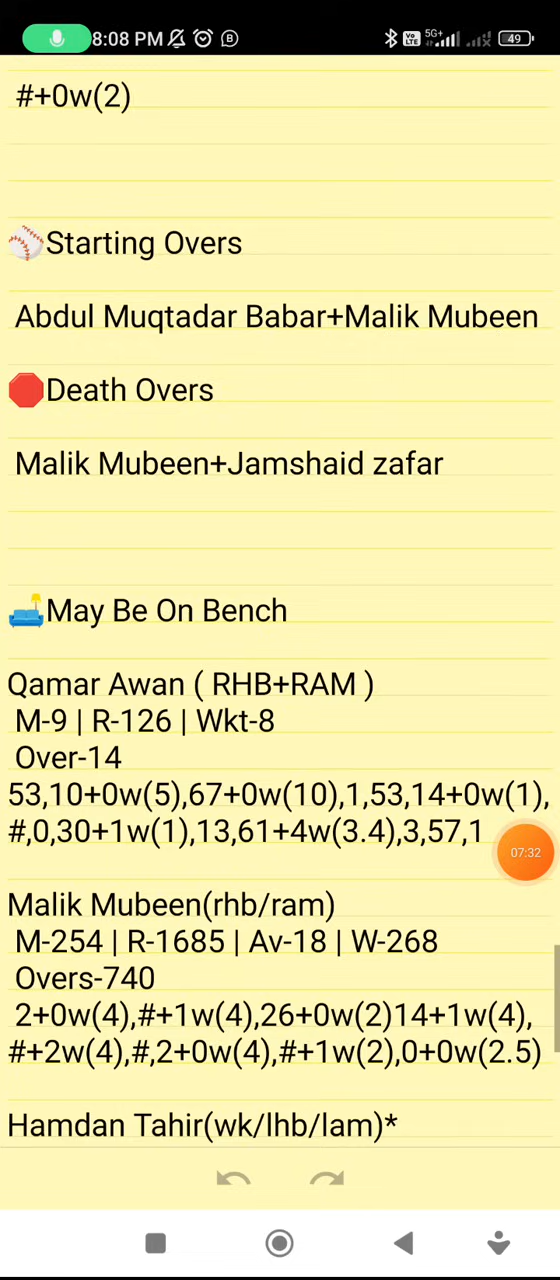 8:08 PM
5G+
Vo LTE
49
#+0w(2)
⚾Starting Overs
Abdul Muqtadar Babar+Malik Mubeen
🛑Death Overs
Malik Mubeen+Jamshaid zafar
🛋️May Be On Bench
Qamar Awan ( RHB+RAM )
M-9 | R-126 | Wkt-8
Over-14
53,10+0w(5),67+0w(10),1,53,14+0w(1),
#,0,30+1w(1),13,61+4w(3.4),3,57,1
07:32
Malik Mubeen(rhb/ram)
M-254 | R-1685 | Av-18 | W-268
Overs-740
2+0w(4),#+1w(4),26+0w(2)14+1w(4),
#+2w(4),#,2+0w(4),#+1w(2),0+0w(2.5)
Hamdan Tahir(wk/lhb/lam)*